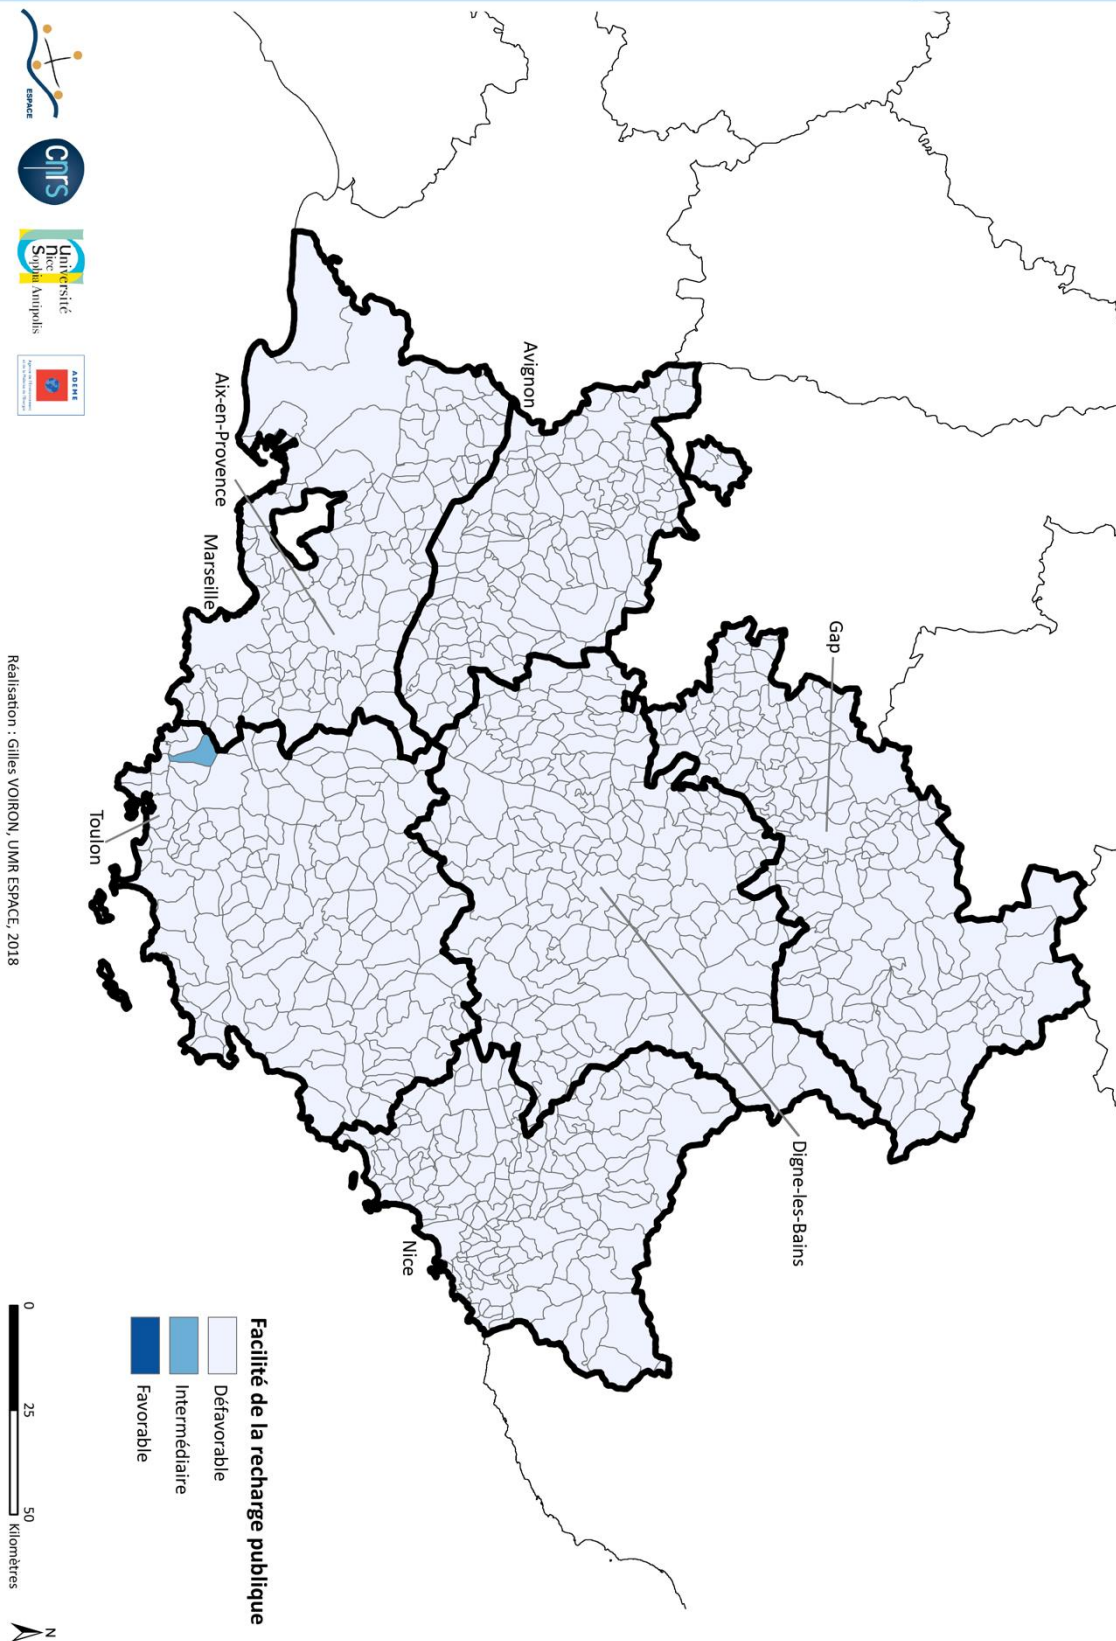 Gap
Avignon
Digne-les-Bains
Aix-en-Provence
Marseille
Toulon
Nice
Facilité de la recharge publique
Défavorable
Intermédiaire
Favorable
0 25 50
Kilomètres
N
ESPACE
cnrs
Université
nice
Sophia Antipolis
ADEME
Réalisation : Gilles VOIRON, UMR ESPACE, 2018